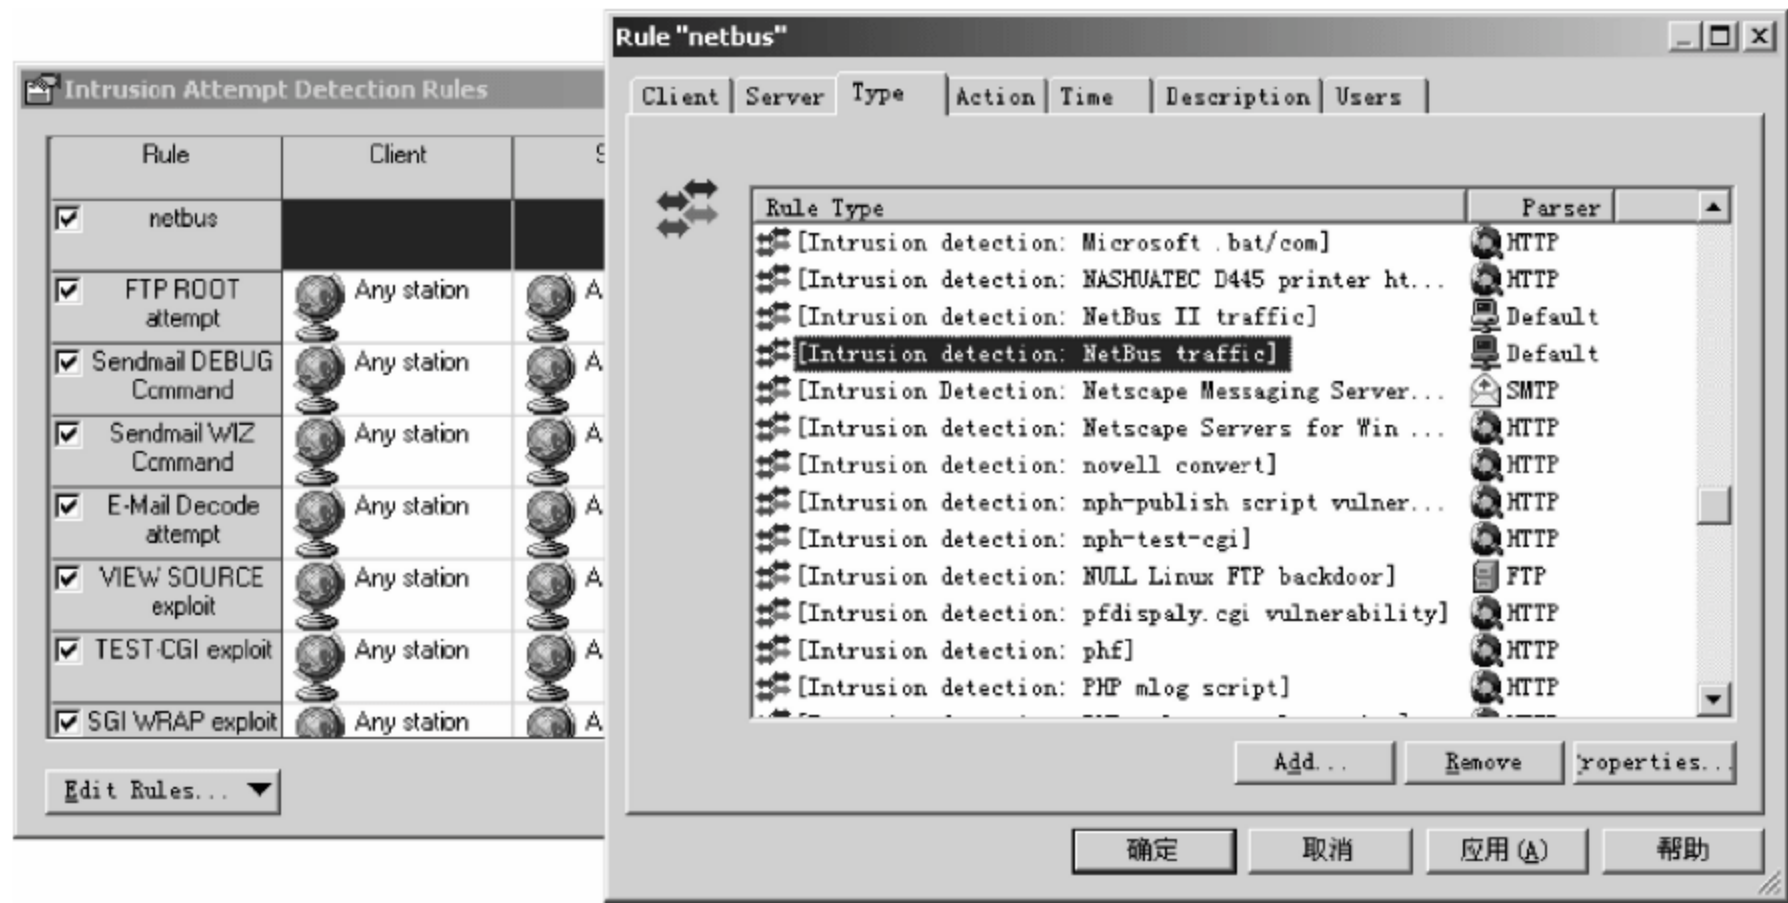 Intrusion Attempt Detection Rules
Rule Client S
netbus
FTP ROOT
attempt
Any station A
Sendmail DEBUG
Command
Any station A
Sendmail WIZ
Command
Any station A
E-Mail Decode
attempt
Any station A
VIEW SOURCE
exploit
Any station A
TEST-CGI exploit Any station A
SGI WRAP exploit Any station A
Edit Rules...
Rule "netbus"
Client Server Type Action Time Description Users
Rule Type Parser
[Intrusion detection: Microsoft .bat/com] HTTP
[Intrusion detection: NASHUATEC D445 printer ht... HTTP
[Intrusion detection: NetBus II traffic] Default
[Intrusion detection: NetBus traffic] Default
[Intrusion Detection: Netscape Messaging Server... SMTP
[Intrusion detection: Netscape Servers for Win ... HTTP
[Intrusion detection: novell convert] HTTP
[Intrusion detection: nph-publish script vulner... HTTP
[Intrusion detection: nph-test-cgi] HTTP
[Intrusion detection: NULL Linux FTP backdoor] FTP
[Intrusion detection: pfdispaly.cgi vulnerability] HTTP
[Intrusion detection: phf] HTTP
[Intrusion detection: PHP mlog script] HTTP
Add... Remove roperties...
确定 取消 应用(A) 帮助